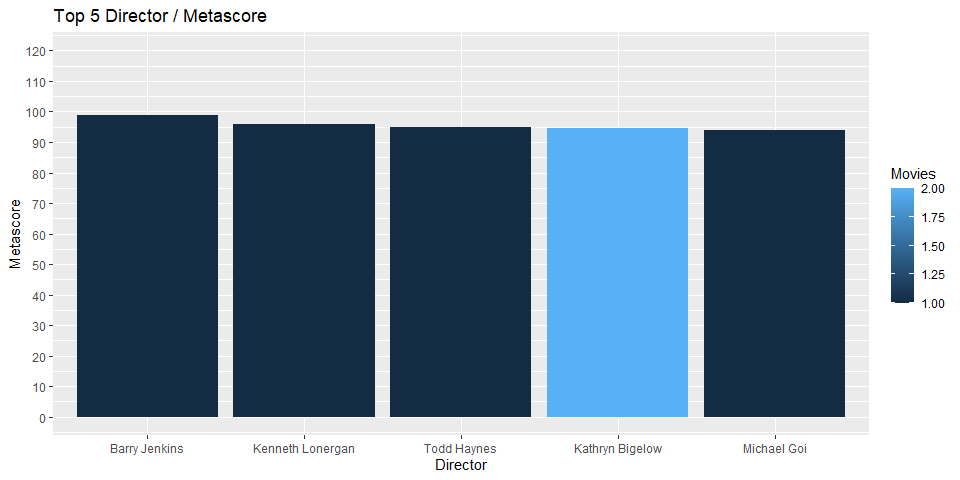 Top 5 Director / Metascore
120
110
100
90
80
70
60
50
40
30
20
10
0
Metascore
Barry Jenkins
Kenneth Lonergan
Todd Haynes
Kathryn Bigelow
Michael Goi
Director
Movies
2.00
1.75
1.50
1.25
1.00